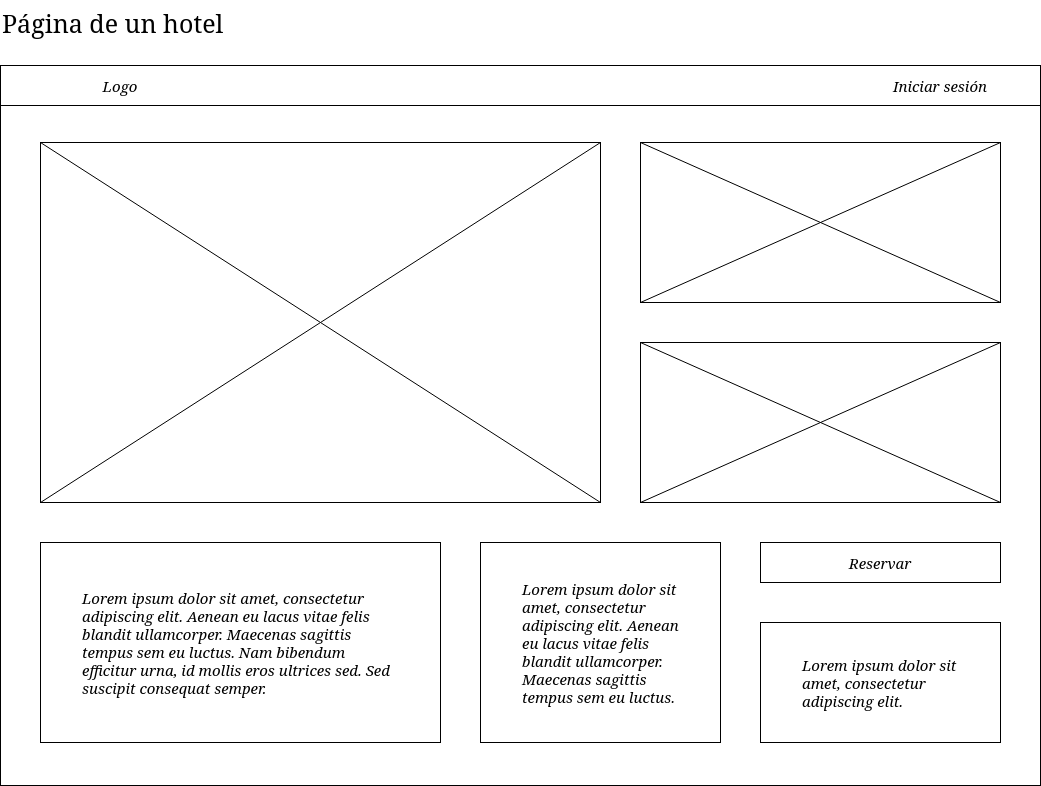 Página de un hotel
Logo
Iniciar sesión
Lorem ipsum dolor sit amet, consectetur
adipiscing elit. Aenean eu lacus vitae felis
blandit ullamcorper. Maecenas sagittis
tempus sem eu luctus. Nam bibendum
efficitur urna, id mollis eros ultrices sed. Sed
suscipit consequat semper.
Lorem ipsum dolor sit
amet, consectetur
adipiscing elit. Aenean
eu lacus vitae felis
blandit ullamcorper.
Maecenas sagittis
tempus sem eu luctus.
Reservar
Lorem ipsum dolor sit
amet, consectetur
adipiscing elit.